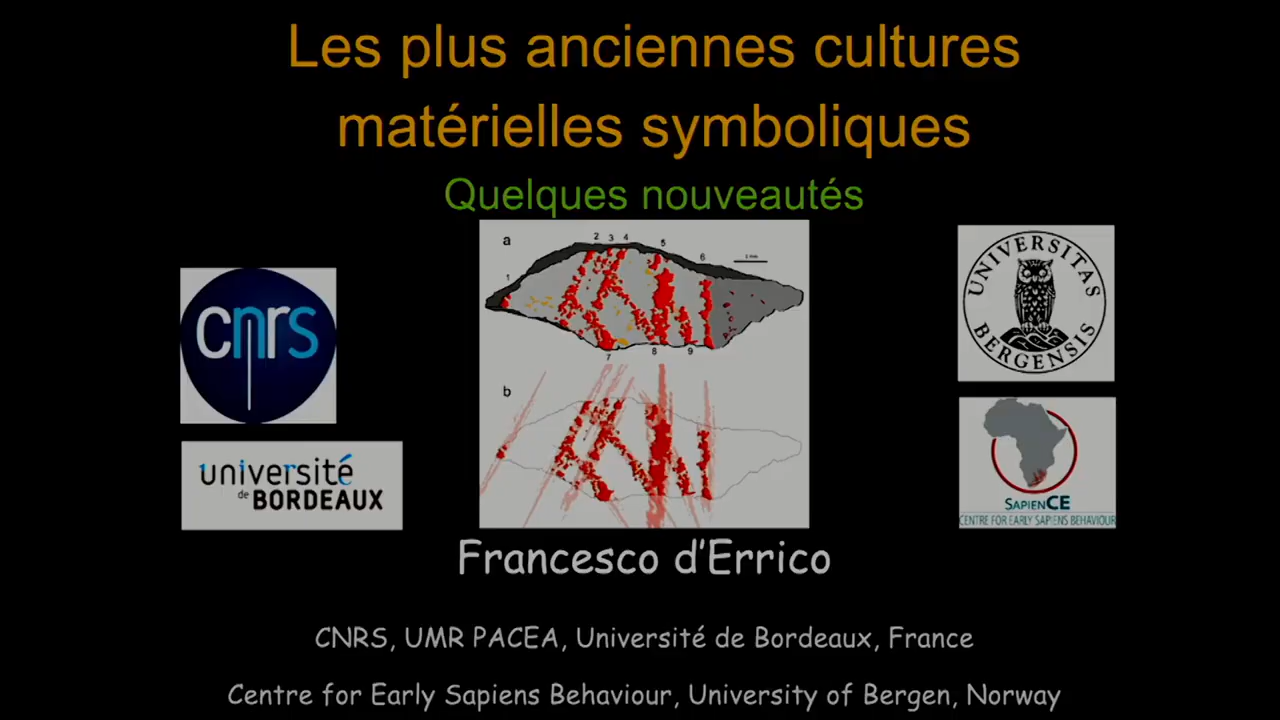 Les plus anciennes cultures
matérielles symboliques
Quelques nouveautés
a
1
2
3
4
5
6
7
8
9
b
cnrs
université
de BORDEAUX
UNIVERSITAS
BERGENSIS
SAPIENCE
CENTRE FOR EARLY SAPIENS BEHAVIOUR
Francesco d'Errico
CNRS, UMR PACEA, Université de Bordeaux, France
Centre for Early Sapiens Behaviour, University of Bergen, Norway